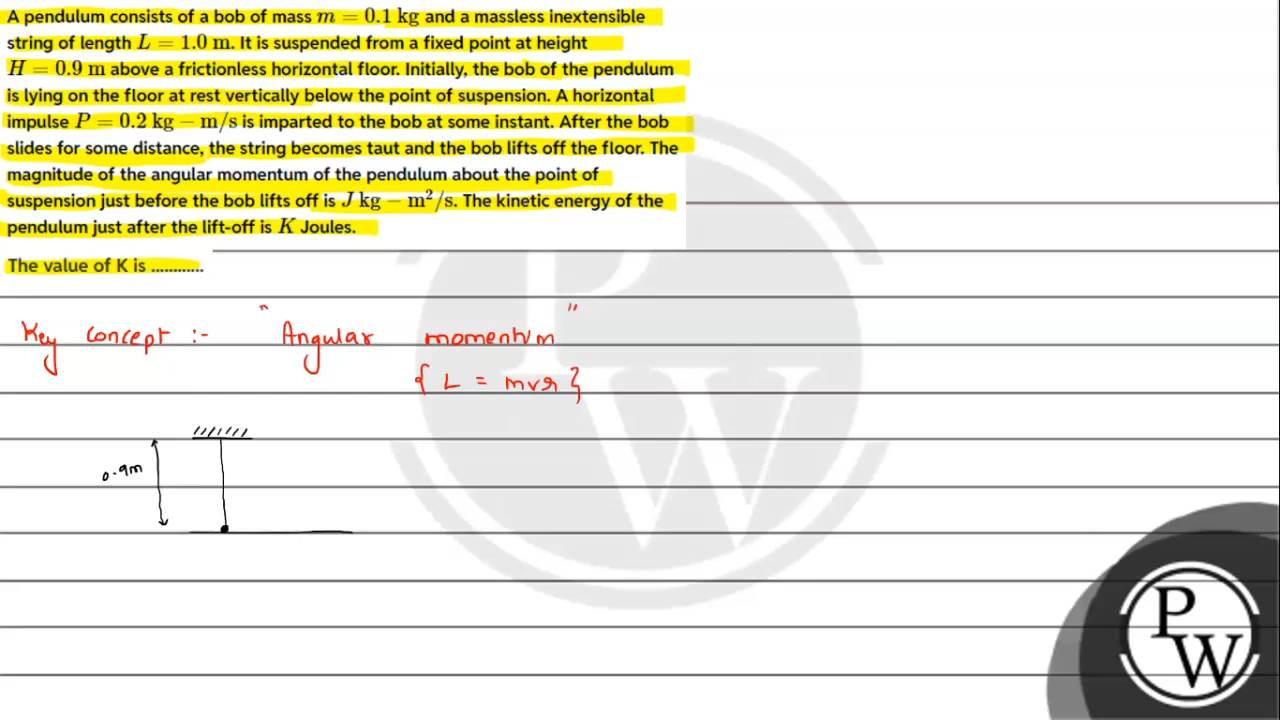 A pendulum consists of a bob of mass m = 0.1 kg and a massless inextensible
string of length L = 1.0 m. It is suspended from a fixed point at height
H = 0.9 m above a frictionless horizontal floor. Initially, the bob of the pendulum
is lying on the floor at rest vertically below the point of suspension. A horizontal
impulse P = 0.2 kg − m/s is imparted to the bob at some instant. After the bob
slides for some distance, the string becomes taut and the bob lifts off the floor. The
magnitude of the angular momentum of the pendulum about the point of
suspension just before the bob lifts off is J kg − m²/s. The kinetic energy of the
pendulum just after the lift-off is K Joules.
The value of K is ............
Key concept :- "Angular momentum"
{ L = mvr }
0.9m
P
W
P
W